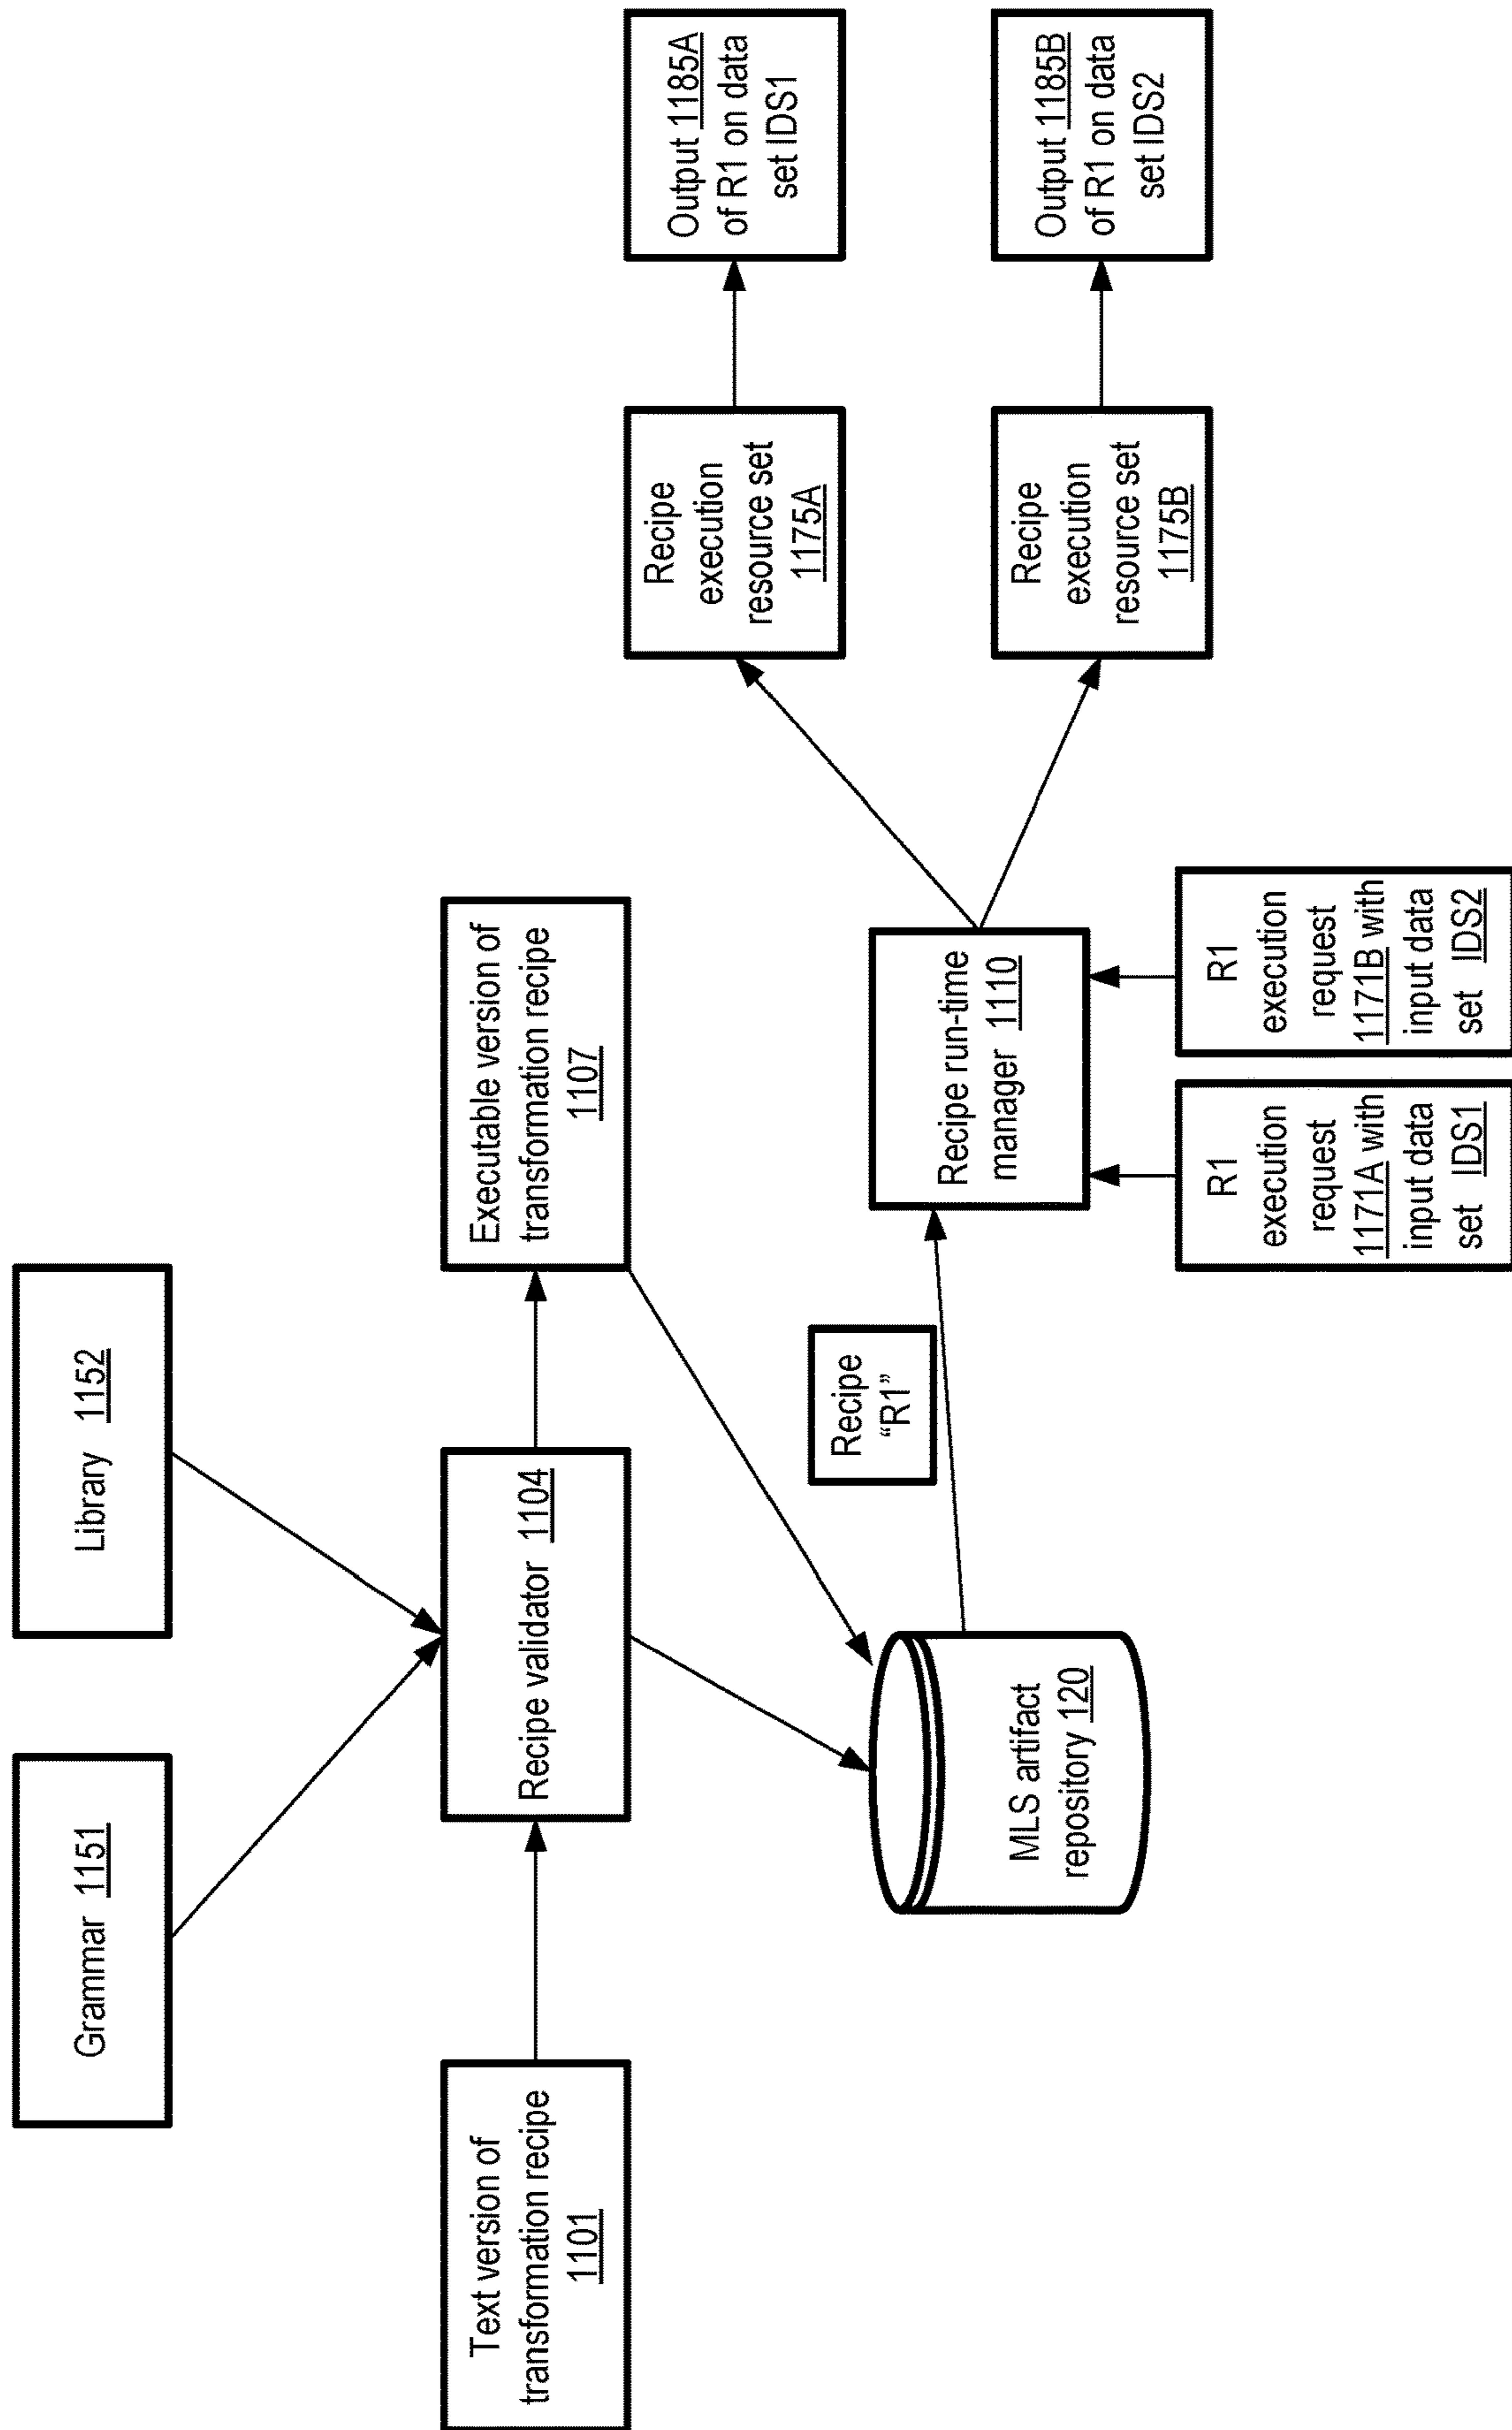 Grammar 1151
Library 1152
Text version of
transformation recipe
1101
Recipe validator 1104
Executable version of
transformation recipe
1107
MLS artifact
repository 120
Recipe
“R1”
Recipe run-time
manager 1110
R1
execution
request
1171A with
input data
set IDS1
R1
execution
request
1171B with
input data
set IDS2
Recipe
execution
resource set
1175A
Output 1185A
of R1 on data
set IDS1
Recipe
execution
resource set
1175B
Output 1185B
of R1 on data
set IDS2